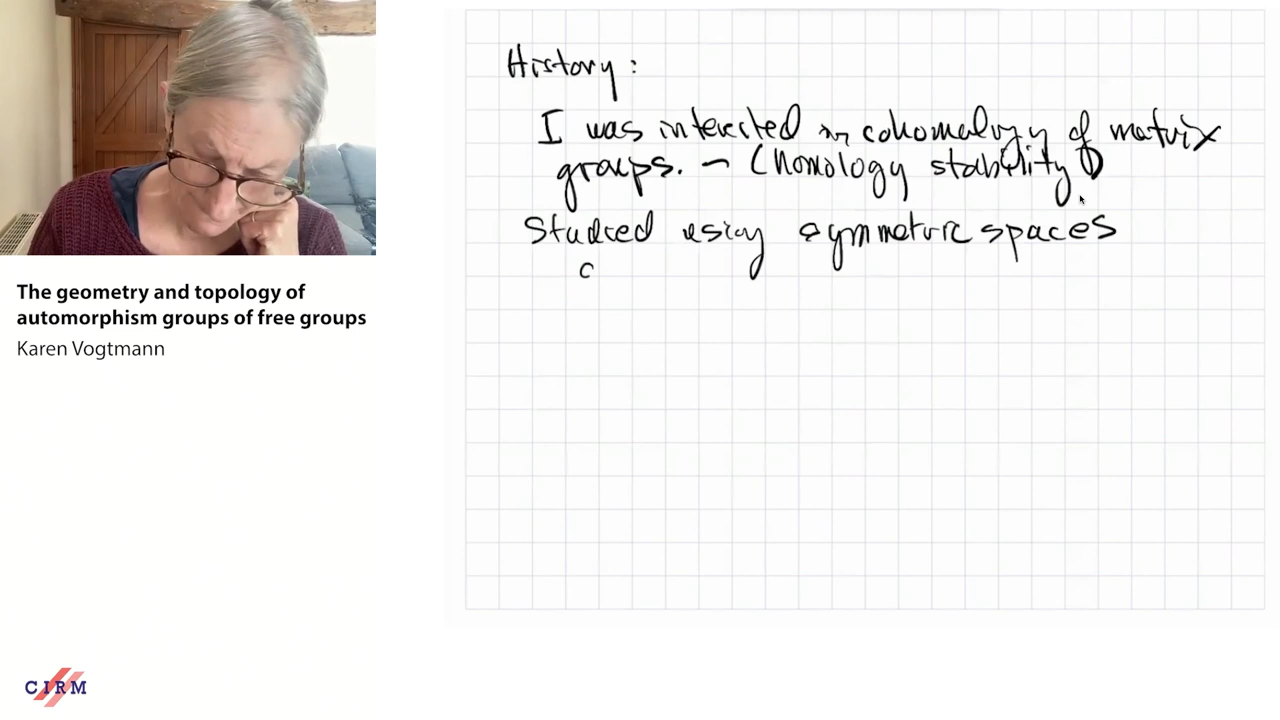 History:
I was interested in cohomology of matrix
groups. – (homology stability)
Studied using symmetric spaces
The geometry and topology of
automorphism groups of free groups
Karen Vogtmann
CIRM